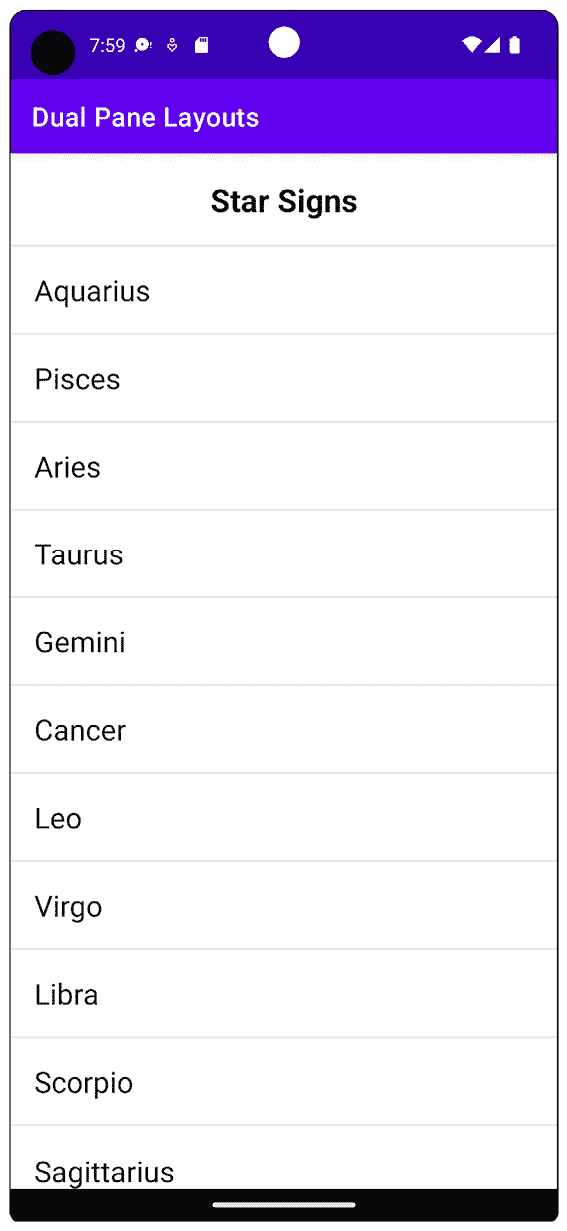 7:59
Dual Pane Layouts
Star Signs
Aquarius
Pisces
Aries
Taurus
Gemini
Cancer
Leo
Virgo
Libra
Scorpio
Sagittarius